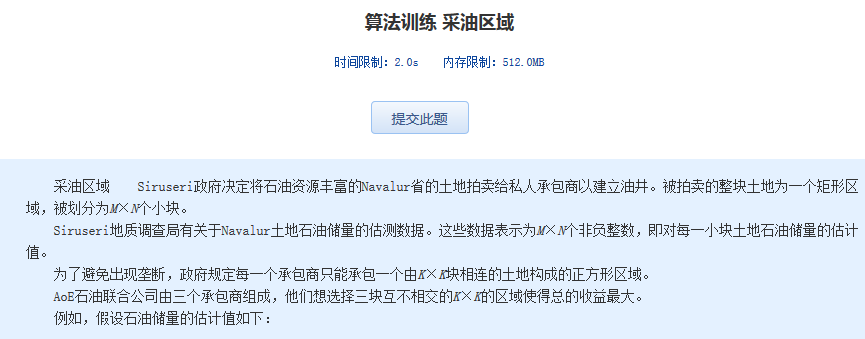 算法训练 采油区域
时间限制：2.0s 内存限制：512.0MB
提交此题
采油区域 Siruseri政府决定将石油资源丰富的Navalur省的土地拍卖给私人承包商以建立油井。被拍卖的整块土地为一个矩形区
域，被划分为M×N个小块。
Siruseri地质调查局有关于Navalur土地石油储量的估测数据。这些数据表示为M×N个非负整数，即对每一小块土地石油储量的估计
值。
为了避免出现垄断，政府规定每一个承包商只能承包一个由K×K块相连的土地构成的正方形区域。
AoE石油联合公司由三个承包商组成，他们想选择三块互不相交的K×K的区域使得总的收益最大。
例如，假设石油储量的估计值如下：